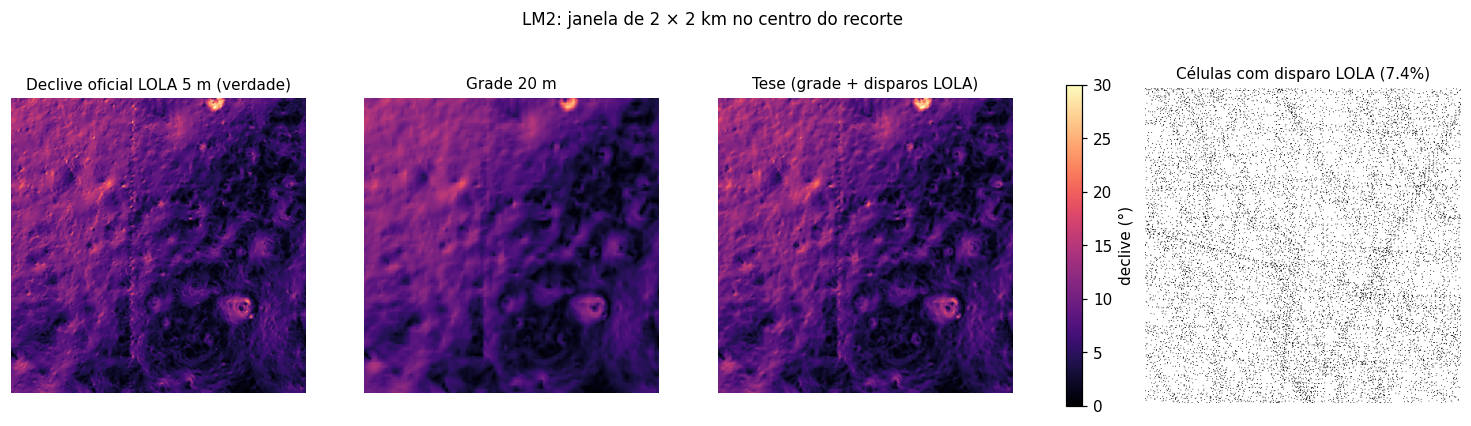 LM2: janela de 2 × 2 km no centro do recorte
Declive oficial LOLA 5 m (verdade)
Grade 20 m
Tese (grade + disparos LOLA)
Células com disparo LOLA (7.4%)
30
25
20
15
10
5
0
declive (°)